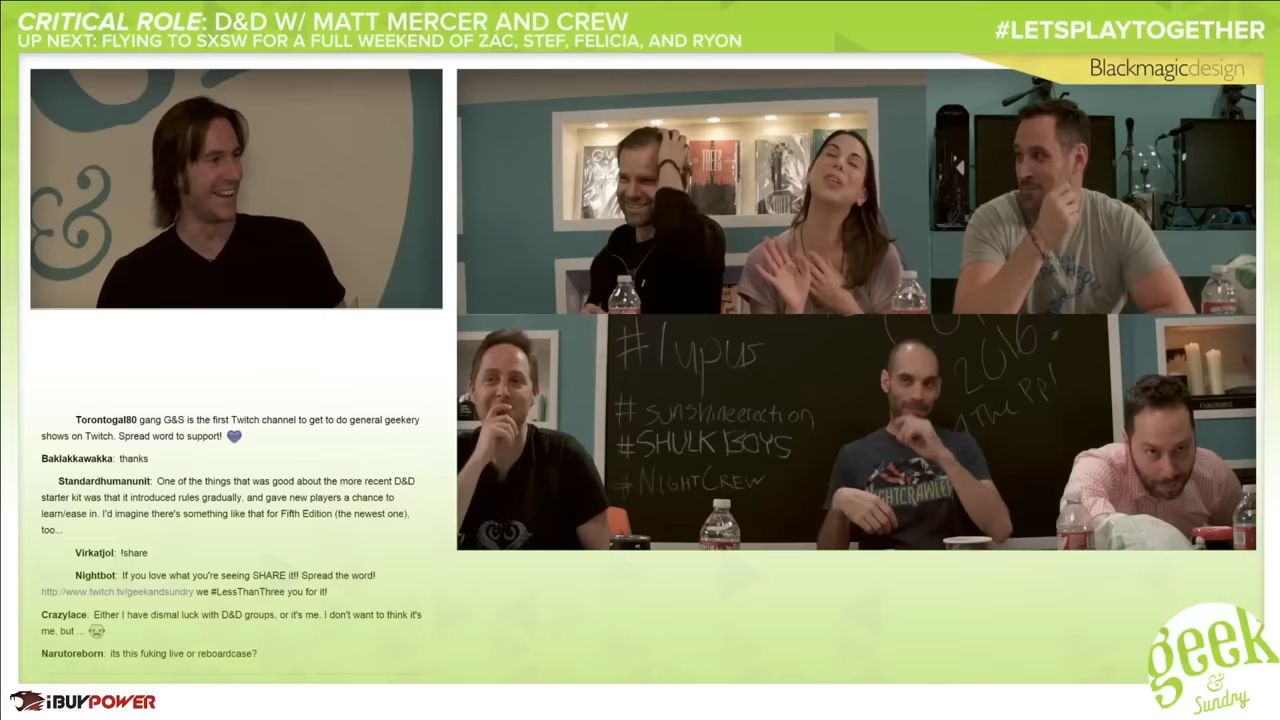 CRITICAL ROLE: D&D W/ MATT MERCER AND CREW
UP NEXT: FLYING TO SXSW FOR A FULL WEEKEND OF ZAC, STEF, FELICIA, AND RYON
#LETSPLAYTOGETHER
Blackmagicdesign
&
TREES
#lupus
2016
#sunshineerection
#SHULK BOYS
#NIGHTCREW
NIGHTCRAWLER
Torontogal80 gang G&S is the first Twitch channel to get to do general geekery
shows on Twitch. Spread word to support!
Baklakkawakka: thanks
Standardhumanunit: One of the things that was good about the more recent D&D
starter kit was that it introduced rules gradually, and gave new players a chance to
learn/ease in. I'd imagine there's something like that for Fifth Edition (the newest one),
too...
Virkatjol: !share
Nightbot: If you love what you're seeing SHARE it!! Spread the word!
http://www.twitch.tv/geekandsundry we #LessThanThree you for it!
Crazylace: Either I have dismal luck with D&D groups, or it's me. I don't want to think it's
me, but ...
Narutoreborn: its this fuking live or reboardcase?
iBUYPOWER
geek
&
Sundry